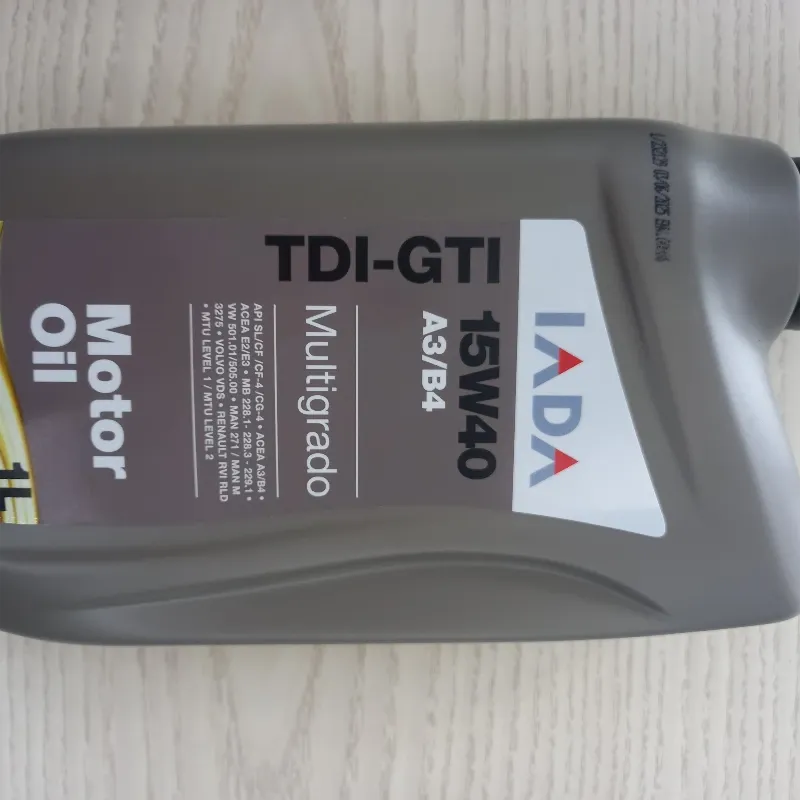 IADA
15W40
A3/B4
TDI-GTI
Multigrado
API SL/CF /CF-4 /CG-4 • ACEA A3/B4 •
ACEA E2/E3 • MB 228.1- 228.3 - 229.1 •
VW 501.01/505.00 • MAN 271 / MAN M
3275 • VOLVO VDS • RENAULT RVI RLD
• MTU LEVEL 1 / MTU LEVEL 2
Motor
Oil
1L